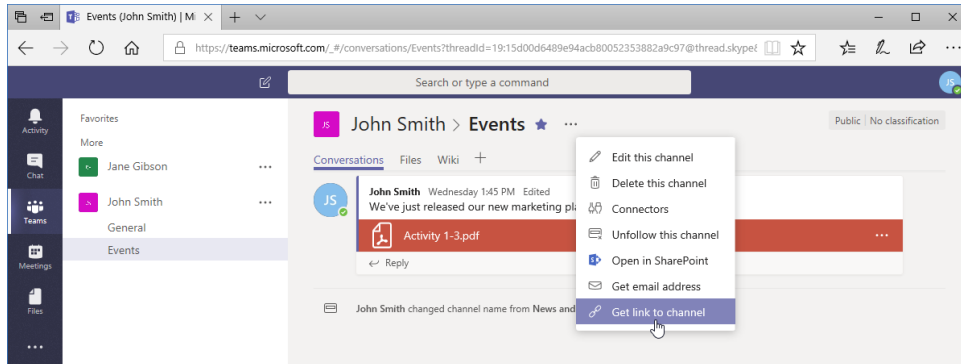 Events (John Smith) | Mi
https://teams.microsoft.com/_#/conversations/Events?threadId=19:15d00d6489e94acb80052353882a9c97@thread.skype&
Search or type a command
JS
Activity
Chat
Teams
Meetings
Files
Favorites
More
Jane Gibson
JS
John Smith
General
Events
JS
John Smith > Events
Public | No classification
Conversations Files Wiki
JS
John Smith Wednesday 1:45 PM Edited
We've just released our new marketing pl
Activity 1-3.pdf
Reply
John Smith changed channel name from News and
Edit this channel
Delete this channel
Connectors
Unfollow this channel
Open in SharePoint
Get email address
Get link to channel